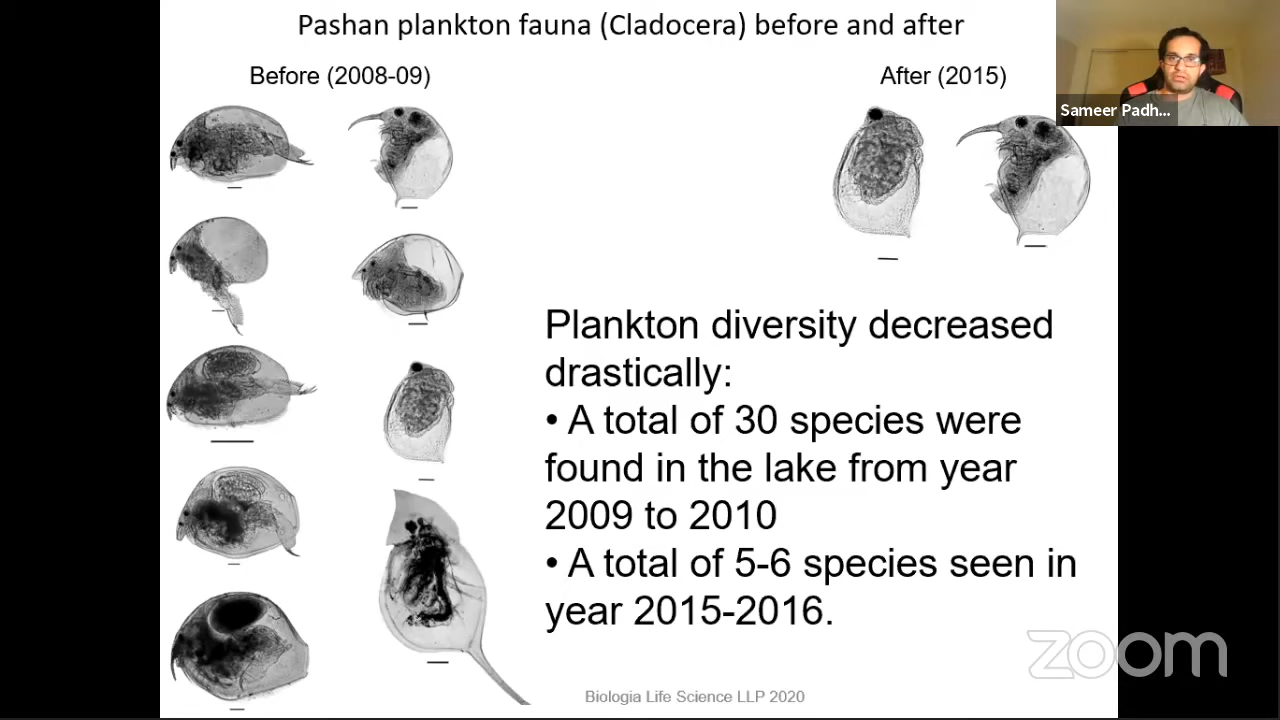 Pashan plankton fauna (Cladocera) before and after
Before (2008-09)
After (2015)
Sameer Padh...
Plankton diversity decreased
drastically:
• A total of 30 species were
found in the lake from year
2009 to 2010
• A total of 5-6 species seen in
year 2015-2016.
zoom
Biologia Life Science LLP 2020